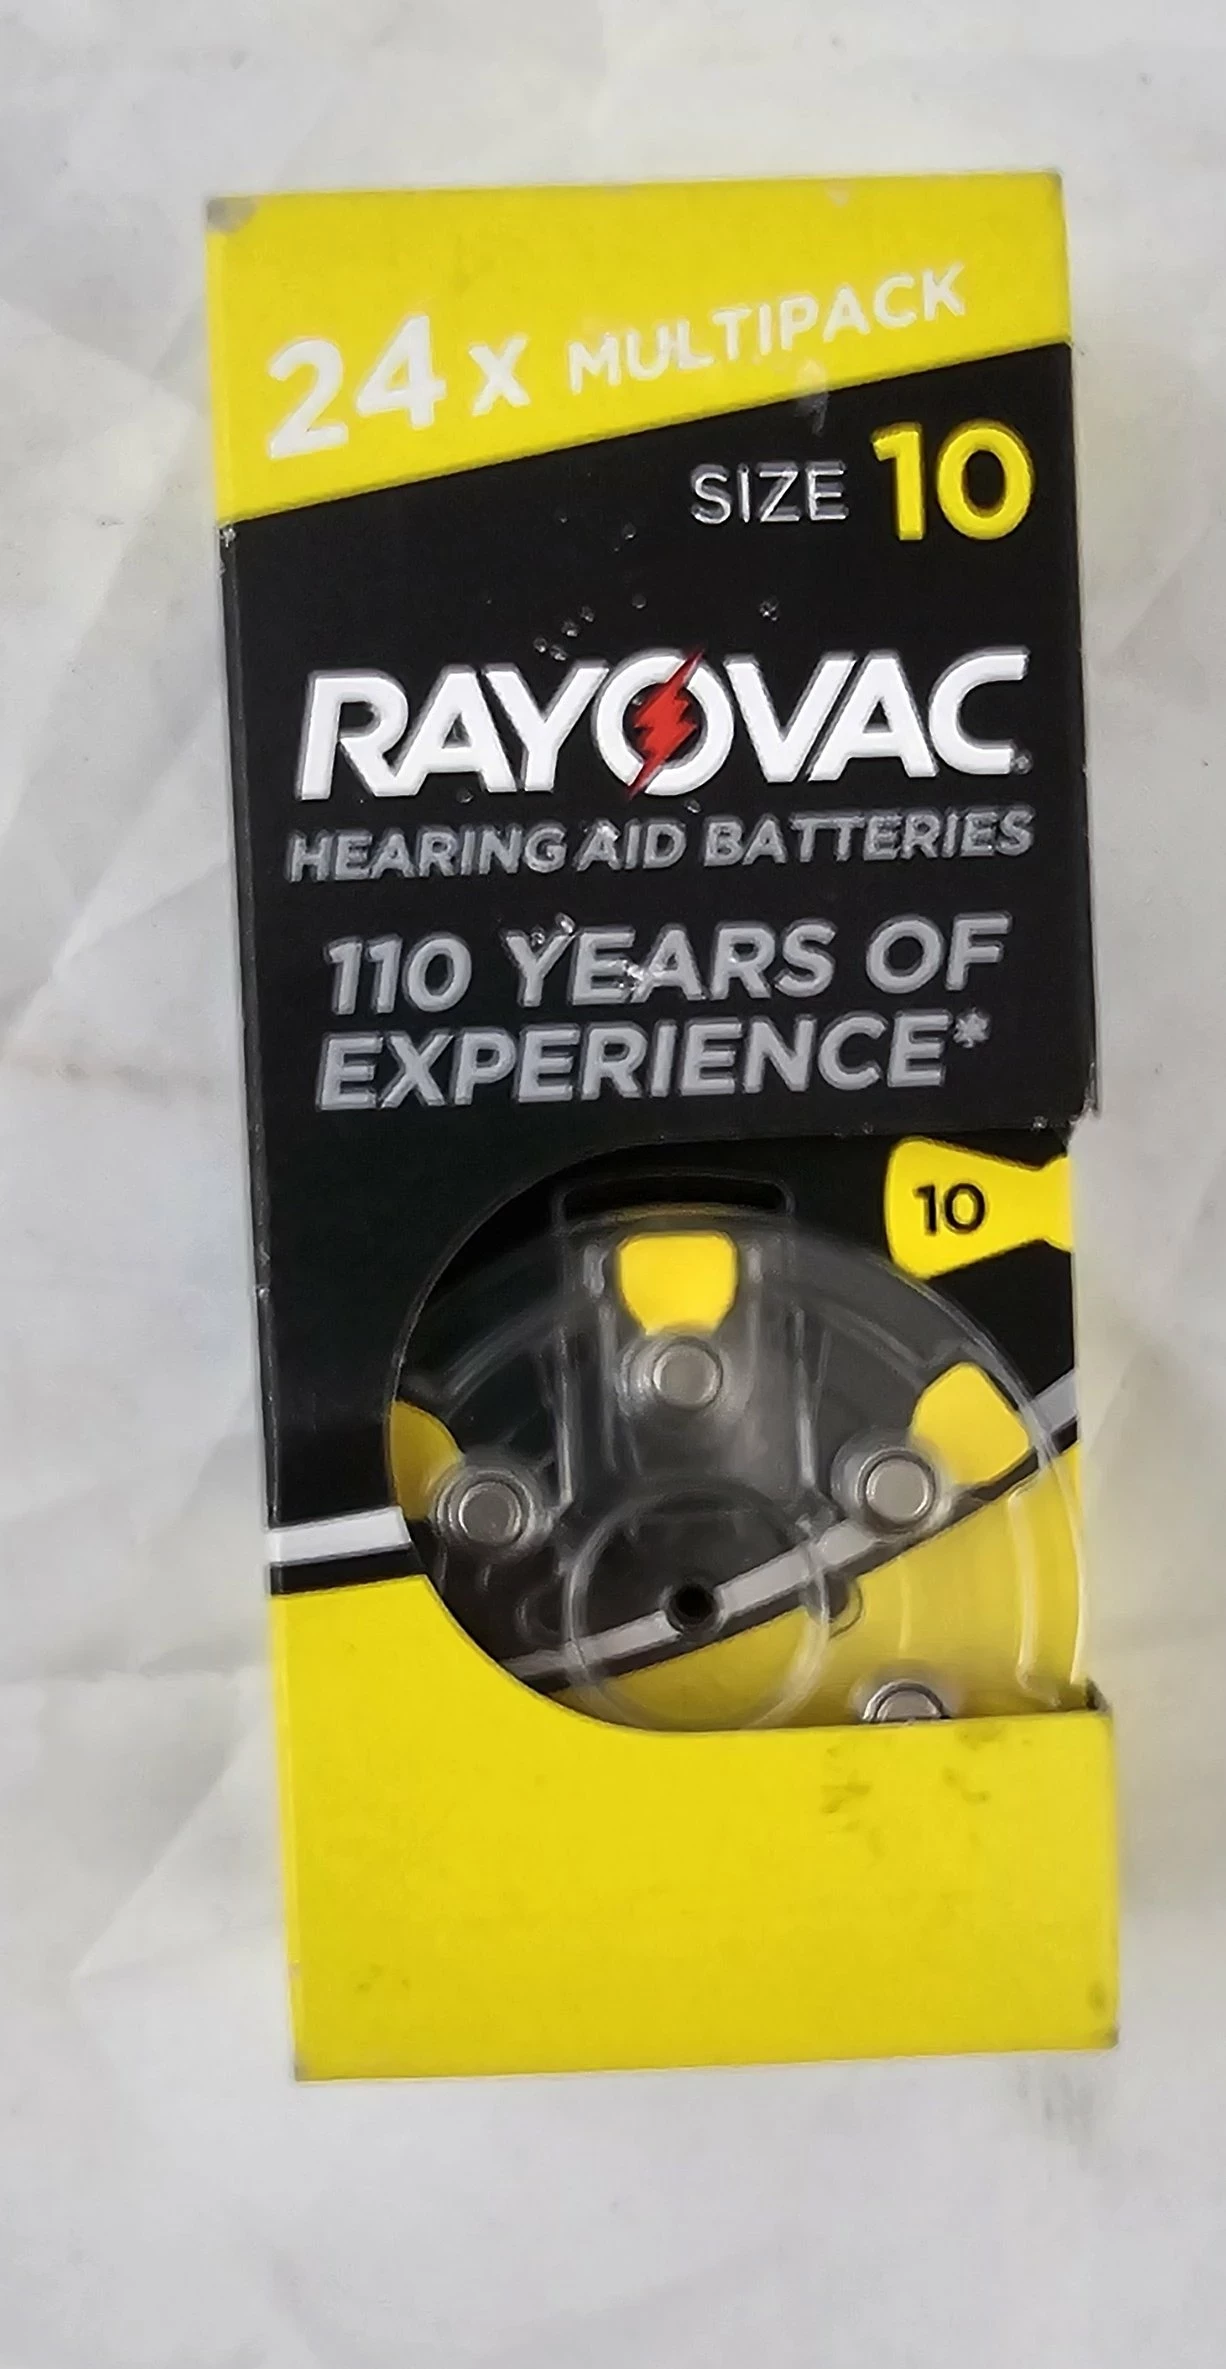 24 x MULTIPACK
SIZE 10
RAYOVAC
HEARING AID BATTERIES
110 YEARS OF
EXPERIENCE*
10